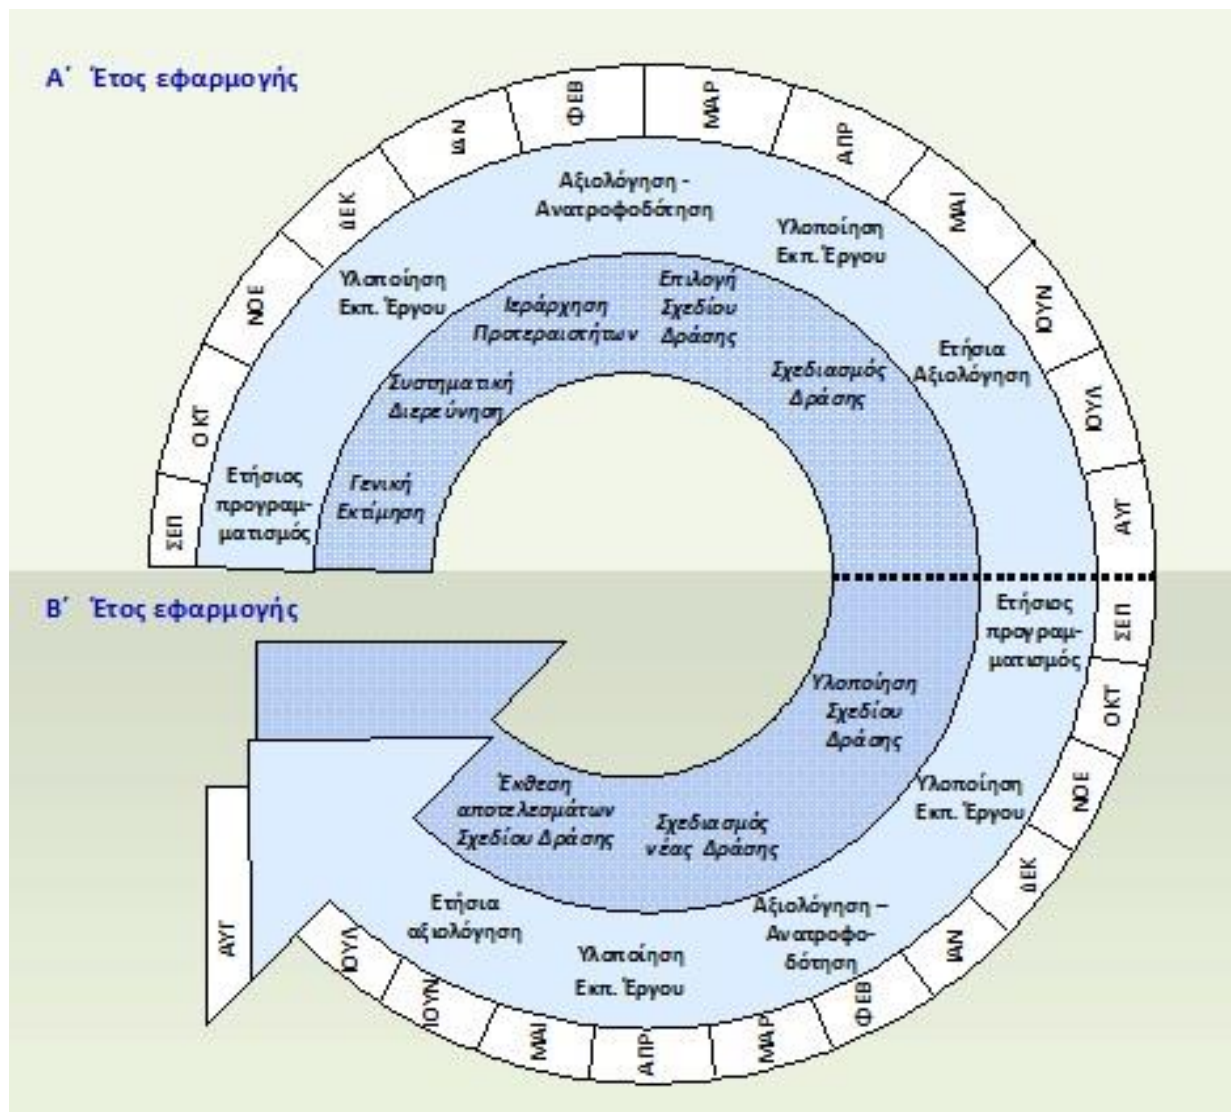 Α΄ Έτος εφαρμογής
ΣΕΠ
ΟΚΤ
ΝΟΕ
ΔΕΚ
ΙΑΝ
ΦΕΒ
ΜΑΡ
ΑΠΡ
ΜΑΙ
ΙΟΥΝ
ΙΟΥΛ
ΑΥΓ
Ετήσιος
προγραμ-
ματισμός
Υλοποίηση
Εκπ. Έργου
Αξιολόγηση -
Ανατροφοδότηση
Υλοποίηση
Εκπ. Έργου
Ετήσια
Αξιολόγηση
Γενική
Εκτίμηση
Συστηματική
Διερεύνηση
Ιεράρχηση
Προτεραιοτήτων
Επιλογή
Σχεδίου
Δράσης
Σχεδιασμός
Δράσης
Β΄ Έτος εφαρμογής
ΣΕΠ
ΟΚΤ
ΝΟΕ
ΔΕΚ
ΙΑΝ
ΦΕΒ
ΜΑΡ
ΑΠΡ
ΜΑΙ
ΙΟΥΝ
ΙΟΥΛ
ΑΥΓ
Ετήσιος
προγραμ-
ματισμός
Υλοποίηση
Εκπ. Έργου
Αξιολόγηση –
Ανατροφο-
δότηση
Υλοποίηση
Εκπ. Έργου
Ετήσια
αξιολόγηση
Υλοποίηση
Σχεδίου
Δράσης
Σχεδιασμός
νέας Δράσης
Έκθεση
αποτελεσμάτων
Σχεδίου Δράσης